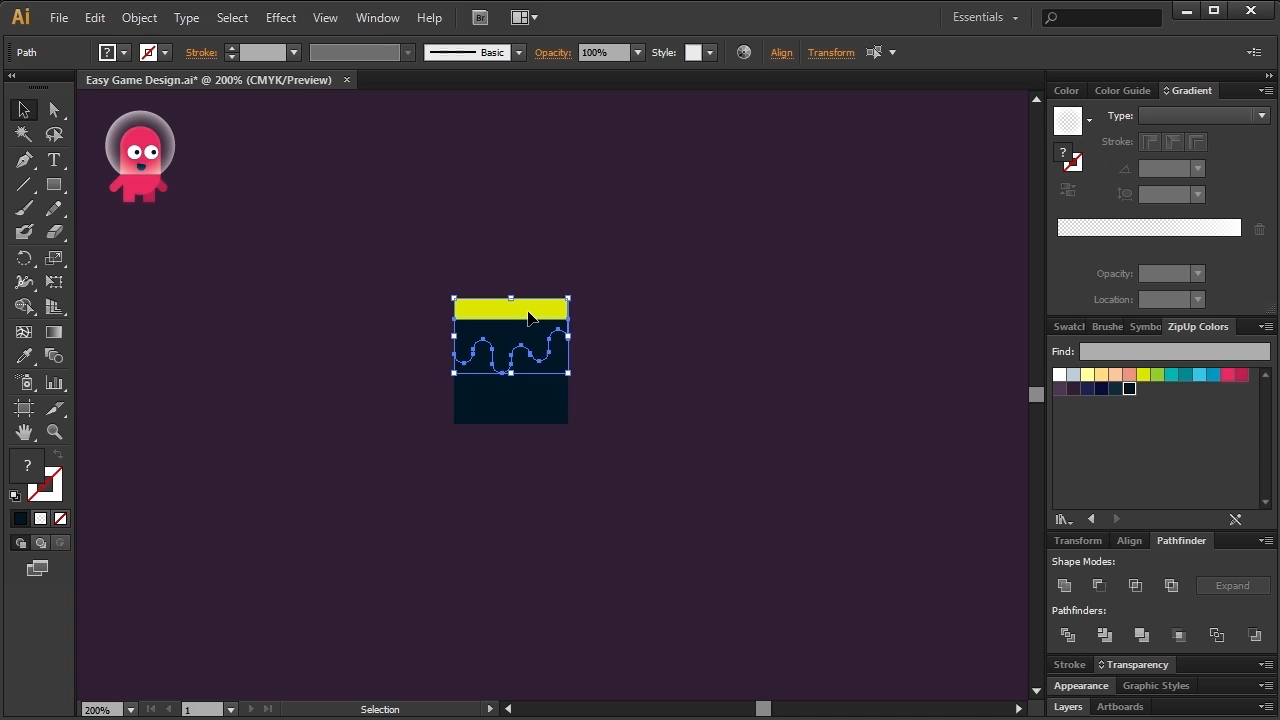 Ai File Edit Object Type Select Effect View Window Help Br Essentials
Path ? Stroke: Basic Opacity: 100% Style: Align Transform
Easy Game Design.ai* @ 200% (CMYK/Preview) ×
Color Color Guide Gradient
Type:
Stroke:
?
Opacity:
Location:
Swatcl Brushe Symbo ZipUp Colors
Find:
T
?
Transform Align Pathfinder
Shape Modes:
Expand
Pathfinders:
Stroke Transparency
Appearance Graphic Styles
Layers Artboards
200% 1 Selection